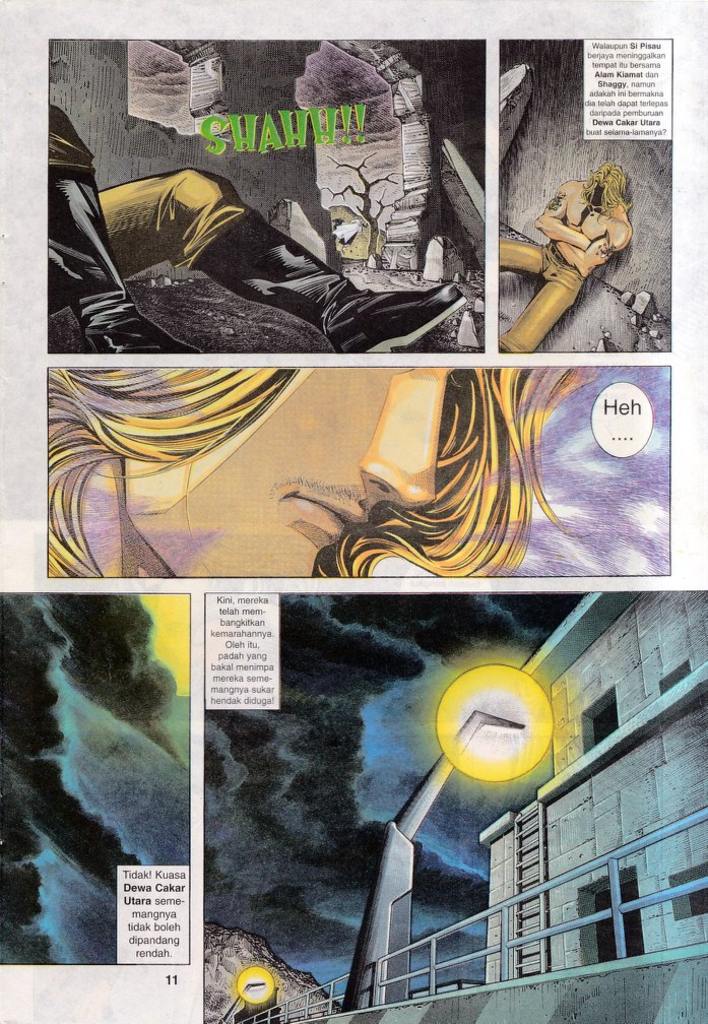 SHAHH!!
Walaupun Si Pisau
berjaya meninggalkan
tempat itu bersama
Alam Kiamat dan
Shaggy, namun
adakah ini bermakna
dia telah dapat terlepas
daripada pemburuan
Dewa Cakar Utara
buat selama-lamanya?
Heh
....
Tidak! Kuasa
Dewa Cakar
Utara seme-
mangnya
tidak boleh
dipandang
rendah.
Kini, mereka
telah mem-
bangkitkan
kemarahannya.
Oleh itu,
padah yang
bakal menimpa
mereka seme-
mangnya sukar
hendak diduga!
11